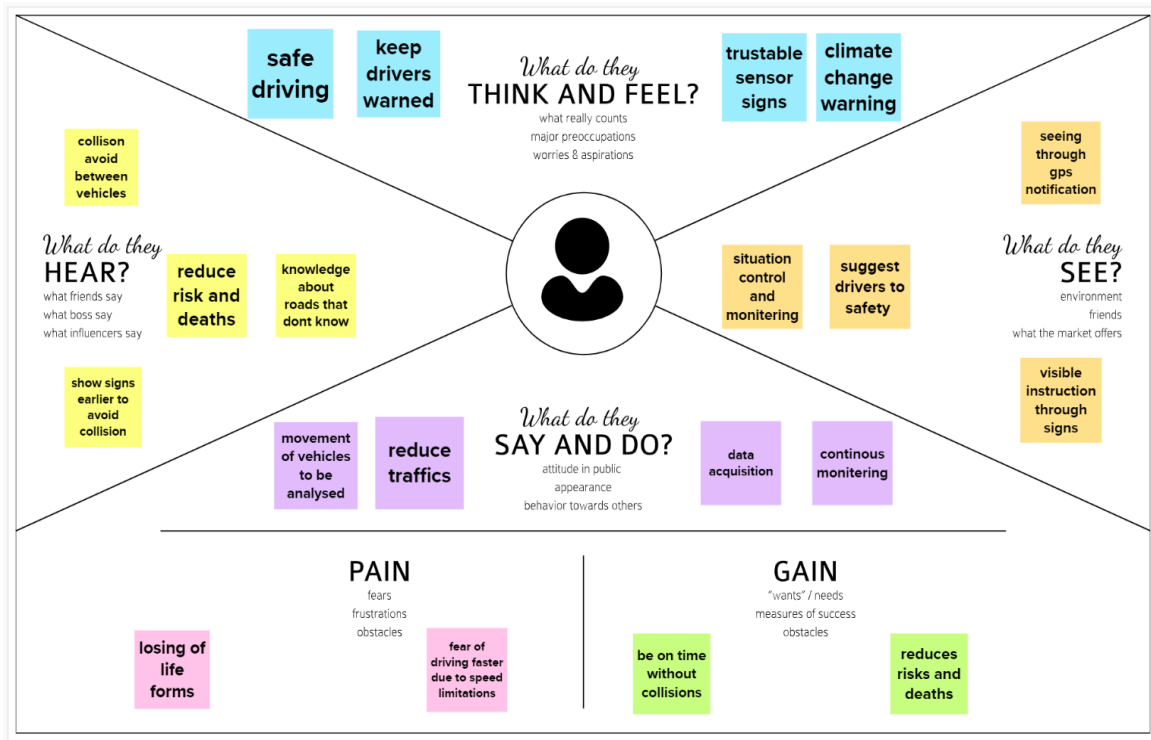 safe
driving
keep
drivers
warned
What do they
THINK AND FEEL?
what really counts
major preoccupations
worries & aspirations
trustable
sensor
signs
climate
change
warning
collison
avoid
between
vehicles
What do they
HEAR?
what friends say
what boss say
what influencers say
reduce
risk and
deaths
knowledge
about
roads that
dont know
show signs
earlier to
avoid
collision
seeing
through
gps
notification
situation
control
and
monitering
suggest
drivers to
safety
What do they
SEE?
environment
friends
what the market offers
visible
instruction
through
signs
movement
of vehicles
to be
analysed
reduce
traffics
What do they
SAY AND DO?
attitude in public
appearance
behavior towards others
data
acquisition
continous
monitering
PAIN
fears
frustrations
obstacles
losing of
life
forms
fear of
driving faster
due to speed
limitations
GAIN
"wants" / needs
measures of success
obstacles
be on time
without
collisions
reduces
risks and
deaths